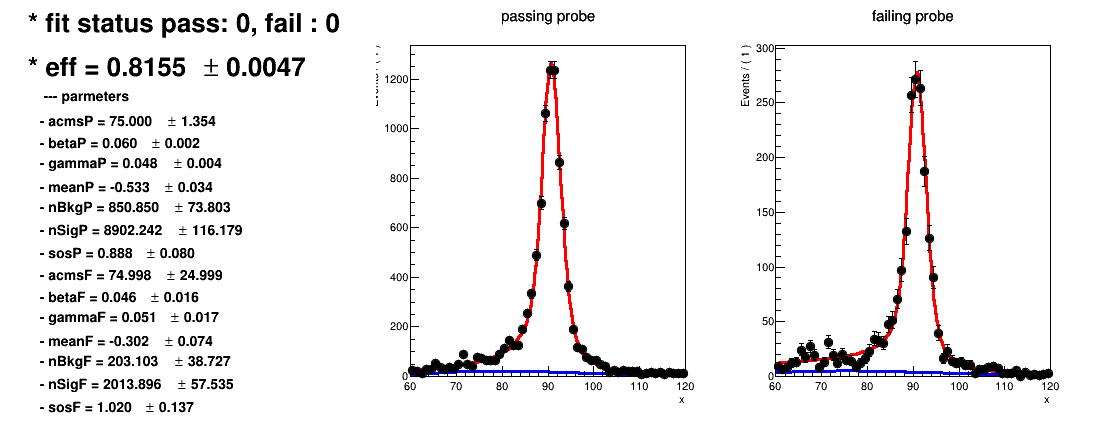 * fit status pass: 0, fail : 0
* eff = 0.8155 ± 0.0047
--- parmeters
- acmsP = 75.000 ± 1.354
- betaP = 0.060 ± 0.002
- gammaP = 0.048 ± 0.004
- meanP = -0.533 ± 0.034
- nBkgP = 850.850 ± 73.803
- nSigP = 8902.242 ± 116.179
- sosP = 0.888 ± 0.080
- acmsF = 74.998 ± 24.999
- betaF = 0.046 ± 0.016
- gammaF = 0.051 ± 0.017
- meanF = -0.302 ± 0.074
- nBkgF = 203.103 ± 38.727
- nSigF = 2013.896 ± 57.535
- sosF = 1.020 ± 0.137
passing probe
1200
1000
800
600
400
200
0
60 70 80 90 100 110 120
x
failing probe
Events / ( 1 )
300
250
200
150
100
50
0
60 70 80 90 100 110 120
x